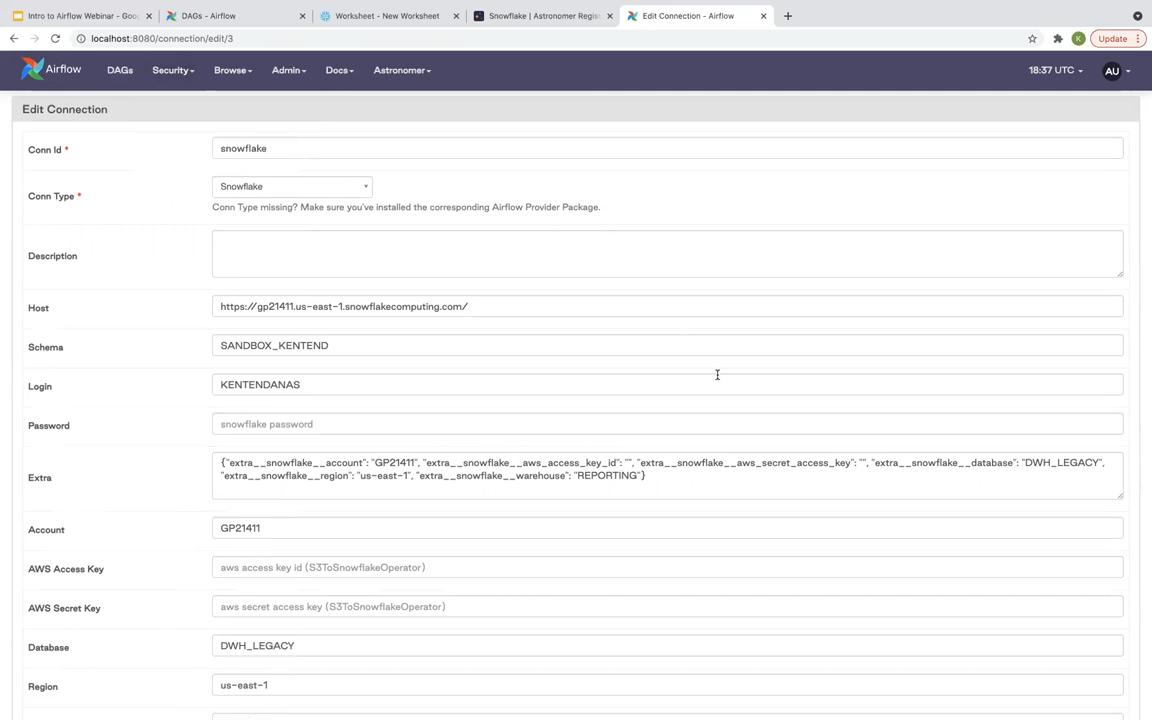 Intro to Airflow Webinar - Goo
DAGs - Airflow
Worksheet - New Worksheet
Snowflake | Astronomer Regist
Edit Connection - Airflow
localhost:8080/connection/edit/3
K
Update
Airflow
DAGs
Security
Browse
Admin
Docs
Astronomer
18:37 UTC
AU
Edit Connection
Conn Id *
snowflake
Conn Type *
Snowflake
Conn Type missing? Make sure you've installed the corresponding Airflow Provider Package.
Description
Host
https://gp21411.us-east-1.snowflakecomputing.com/
Schema
SANDBOX_KENTEND
Login
KENTENDANAS
Password
snowflake password
Extra
{"extra__snowflake__account": "GP21411", "extra__snowflake__aws_access_key_id": "", "extra__snowflake__aws_secret_access_key": "", "extra__snowflake__database": "DWH_LEGACY",
"extra__snowflake__region": "us-east-1", "extra__snowflake__warehouse": "REPORTING"}
Account
GP21411
AWS Access Key
aws access key id (S3ToSnowflakeOperator)
AWS Secret Key
aws secret access key (S3ToSnowflakeOperator)
Database
DWH_LEGACY
Region
us-east-1